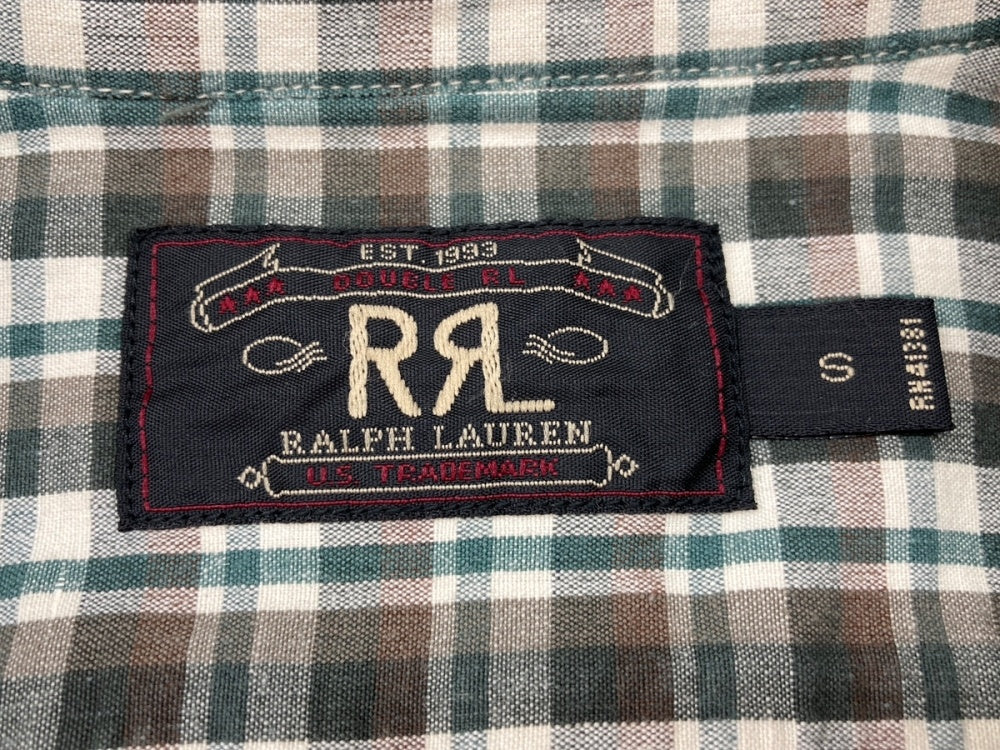 EST. 1993
DOUBLE RL
RRL
RALPH LAUREN
U.S. TRADEMARK
S
RN41381